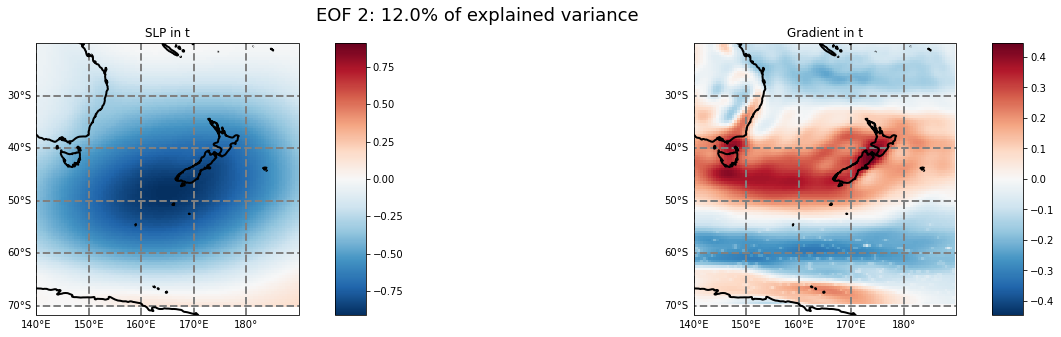 EOF 2: 12.0% of explained variance
SLP in t
30°S
40°S
50°S
60°S
70°S
140°E 150°E 160°E 170°E 180°
0.75
0.50
0.25
0.00
−0.25
−0.50
−0.75
Gradient in t
30°S
40°S
50°S
60°S
70°S
140°E 150°E 160°E 170°E 180°
0.4
0.3
0.2
0.1
0.0
−0.1
−0.2
−0.3
−0.4